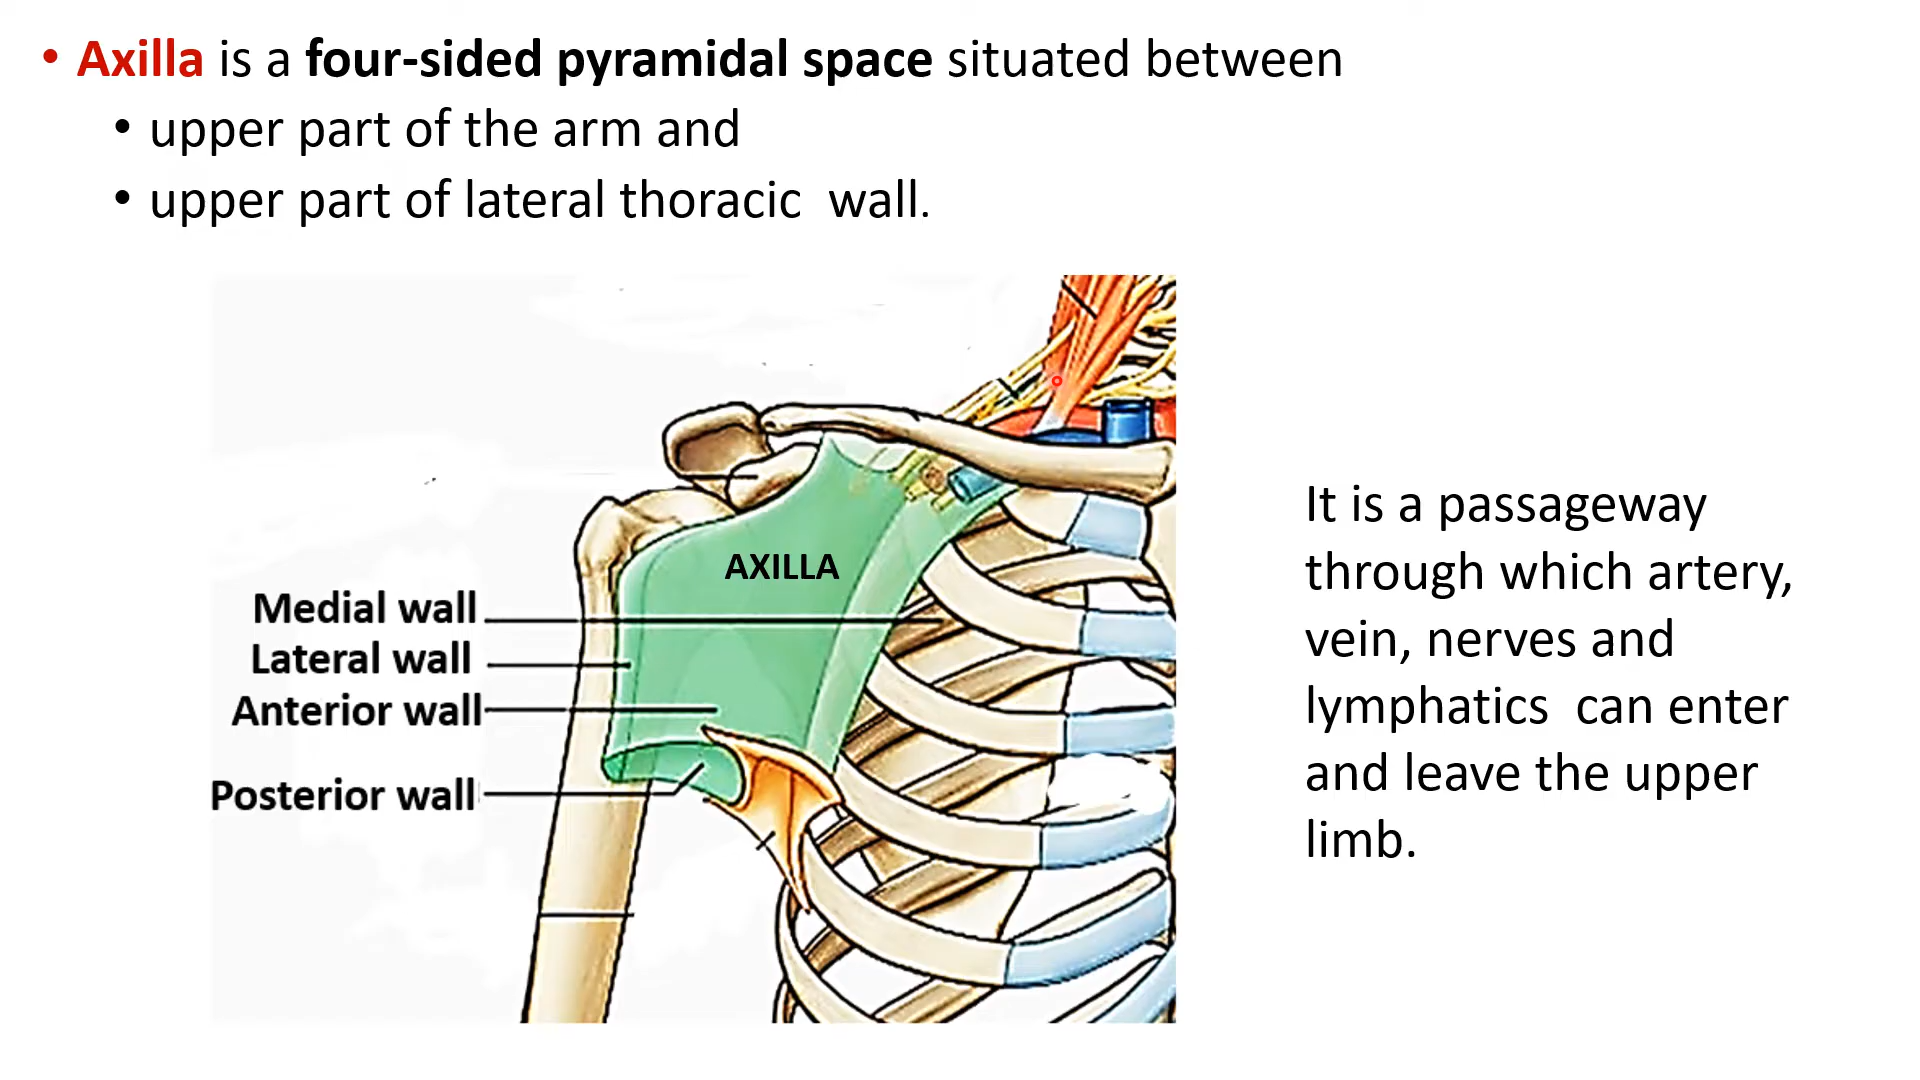 • Axilla is a four-sided pyramidal space situated between
• upper part of the arm and
• upper part of lateral thoracic  wall.
AXILLA
Medial wall
Lateral wall
Anterior wall
Posterior wall
It is a passageway
through which artery,
vein, nerves and
lymphatics  can enter
and leave the upper
limb.